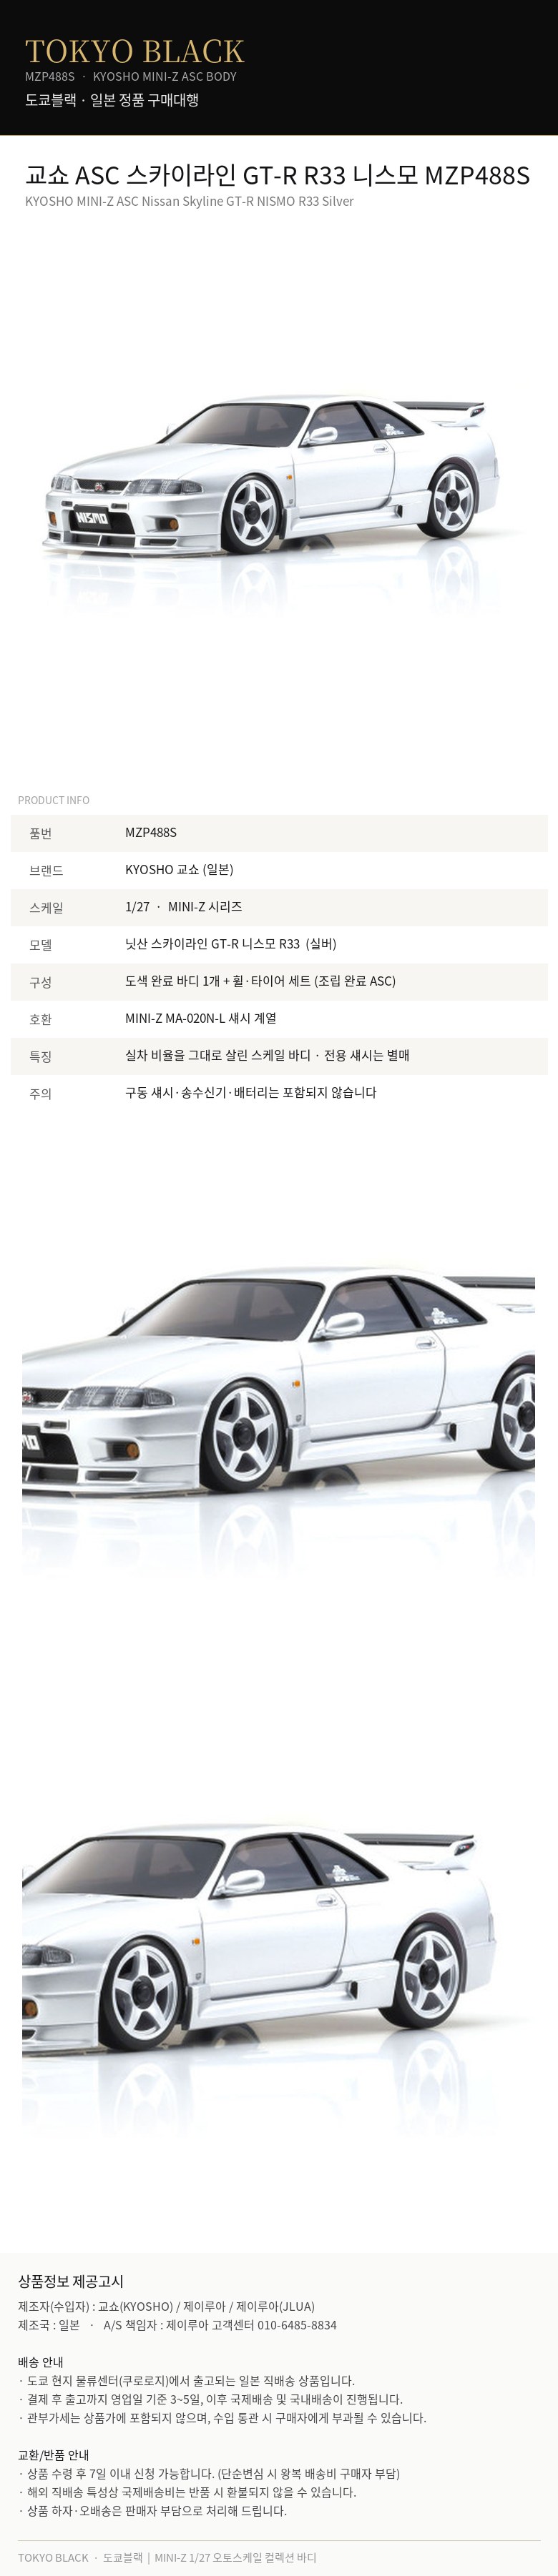 TOKYO BLACK
MZP488S · KYOSHO MINI-Z ASC BODY
도쿄블랙 · 일본 정품 구매대행
교쇼 ASC 스카이라인 GT-R R33 니스모 MZP488S
KYOSHO MINI-Z ASC Nissan Skyline GT-R NISMO R33 Silver
NISMO
PRODUCT INFO
품번 MZP488S
브랜드 KYOSHO 교쇼 (일본)
스케일 1/27 · MINI-Z 시리즈
모델 닛산 스카이라인 GT-R 니스모 R33 (실버)
구성 도색 완료 바디 1개 + 휠·타이어 세트 (조립 완료 ASC)
호환 MINI-Z MA-020N-L 섀시 계열
특징 실차 비율을 그대로 살린 스케일 바디 · 전용 섀시는 별매
주의 구동 섀시·송수신기·배터리는 포함되지 않습니다
상품정보 제공고시
제조자(수입자) : 교쇼(KYOSHO) / 제이루아 / 제이루아(JLUA)
제조국 : 일본 · A/S 책임자 : 제이루아 고객센터 010-6485-8834
배송 안내
· 도쿄 현지 물류센터(쿠로로지)에서 출고되는 일본 직배송 상품입니다.
· 결제 후 출고까지 영업일 기준 3~5일, 이후 국제배송 및 국내배송이 진행됩니다.
· 관부가세는 상품가에 포함되지 않으며, 수입 통관 시 구매자에게 부과될 수 있습니다.
교환/반품 안내
· 상품 수령 후 7일 이내 신청 가능합니다. (단순변심 시 왕복 배송비 구매자 부담)
· 해외 직배송 특성상 국제배송비는 반품 시 환불되지 않을 수 있습니다.
· 상품 하자·오배송은 판매자 부담으로 처리해 드립니다.
TOKYO BLACK · 도쿄블랙 | MINI-Z 1/27 오토스케일 컬렉션 바디